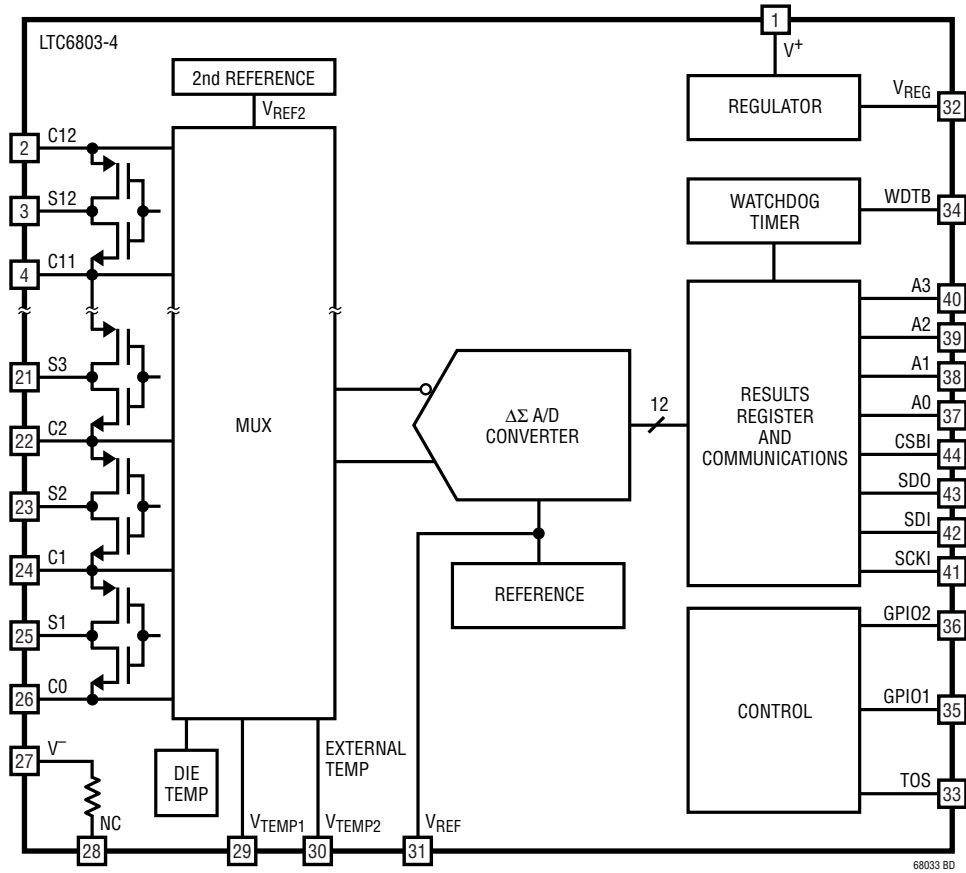 LTC6803-4
1
V+
2nd REFERENCE
VREF2
REGULATOR
VREG
32
2
C12
3
S12
4
C11
WATCHDOG
TIMER
WDTB
34
A3
40
A2
39
A1
38
A0
37
CSBI
44
SDO
43
SDI
42
SCKI
41
21
S3
22
C2
23
S2
24
C1
25
S1
26
C0
MUX
ΔΣ A/D
CONVERTER
12
RESULTS
REGISTER
AND
COMMUNICATIONS
REFERENCE
GPIO2
36
CONTROL
GPIO1
35
TOS
33
27
V–
NC
28
DIE
TEMP
EXTERNAL
TEMP
VTEMP1
29
VTEMP2
30
VREF
31
68033 BD